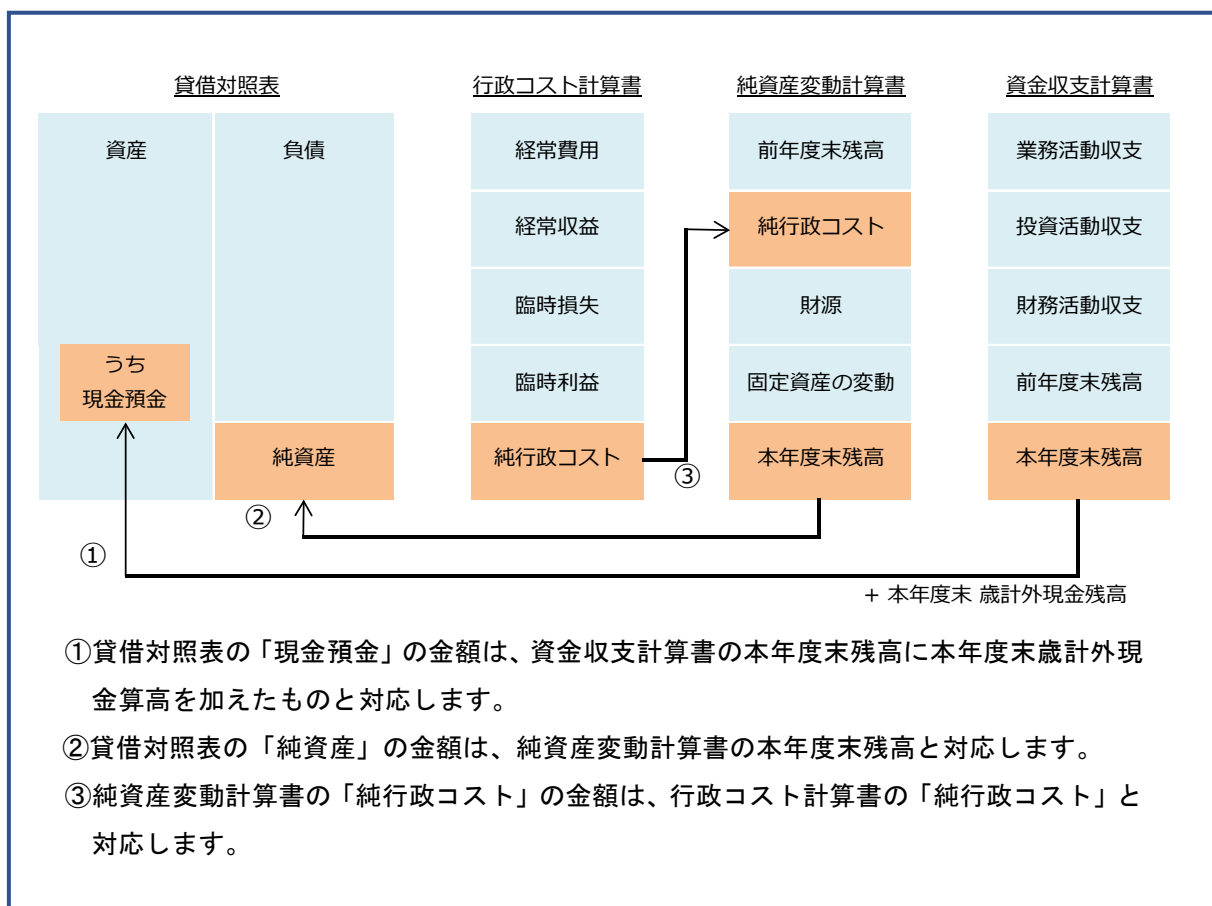 貸借対照表
行政コスト計算書
純資産変動計算書
資金収支計算書
資産
負債
経常費用
前年度末残高
業務活動収支
経常収益
純行政コスト
投資活動収支
臨時損失
財源
財務活動収支
うち
現金預金
臨時利益
固定資産の変動
前年度末残高
純資産
純行政コスト
本年度末残高
本年度末残高
③
②
①
+ 本年度末 歳計外現金残高
①貸借対照表の「現金預金」の金額は、資金収支計算書の本年度末残高に本年度末歳計外現
金算高を加えたものと対応します。
②貸借対照表の「純資産」の金額は、純資産変動計算書の本年度末残高と対応します。
③純資産変動計算書の「純行政コスト」の金額は、行政コスト計算書の「純行政コスト」と
対応します。